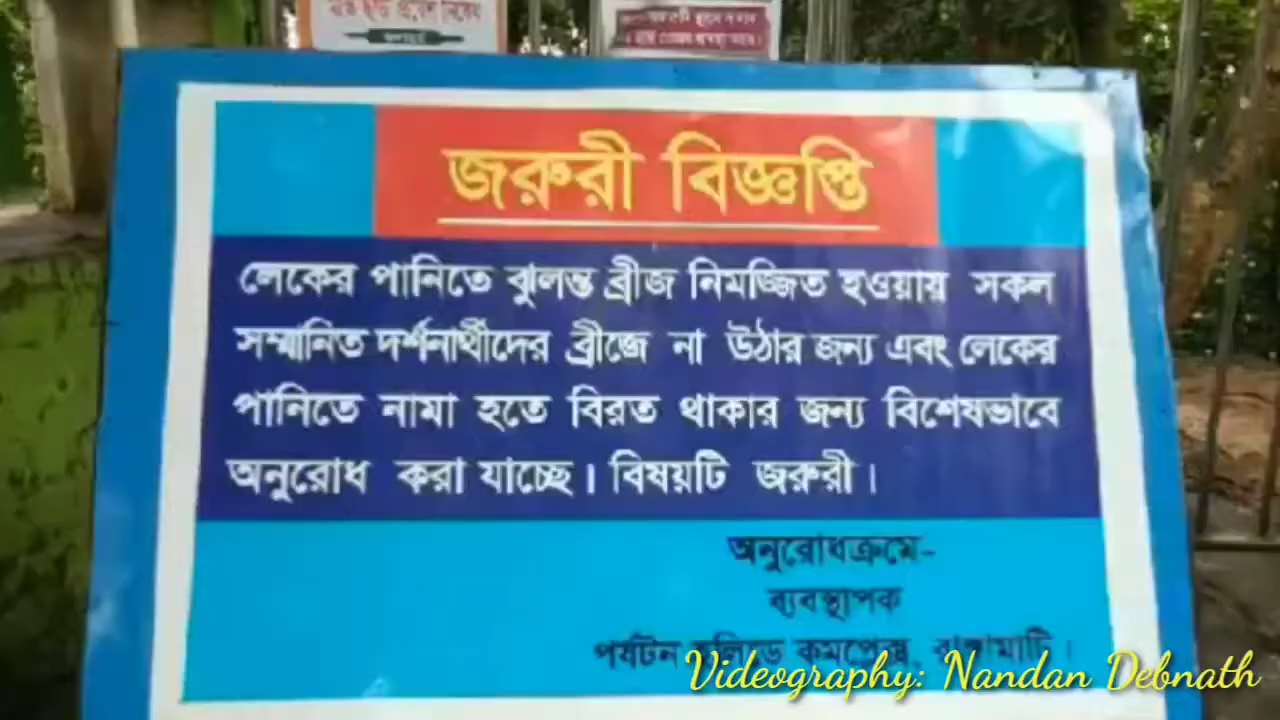 জরুরী বিজ্ঞপ্তি
লেকের পানিতে ঝুলন্ত ব্রীজ নিমজ্জিত হওয়ায় সকল
সম্মানিত দর্শনার্থীদের ব্রীজে না উঠার জন্য এবং লেকের
পানিতে নামা হতে বিরত থাকার জন্য বিশেষভাবে
অনুরোধ করা যাচ্ছে। বিষয়টি জরুরী।
অনুরোধক্রমে-
ব্যবস্থাপক
পর্যটন হলিডে কমপ্লেক্স, রাঙ্গামাটি।
Videography: Nandan Debnath